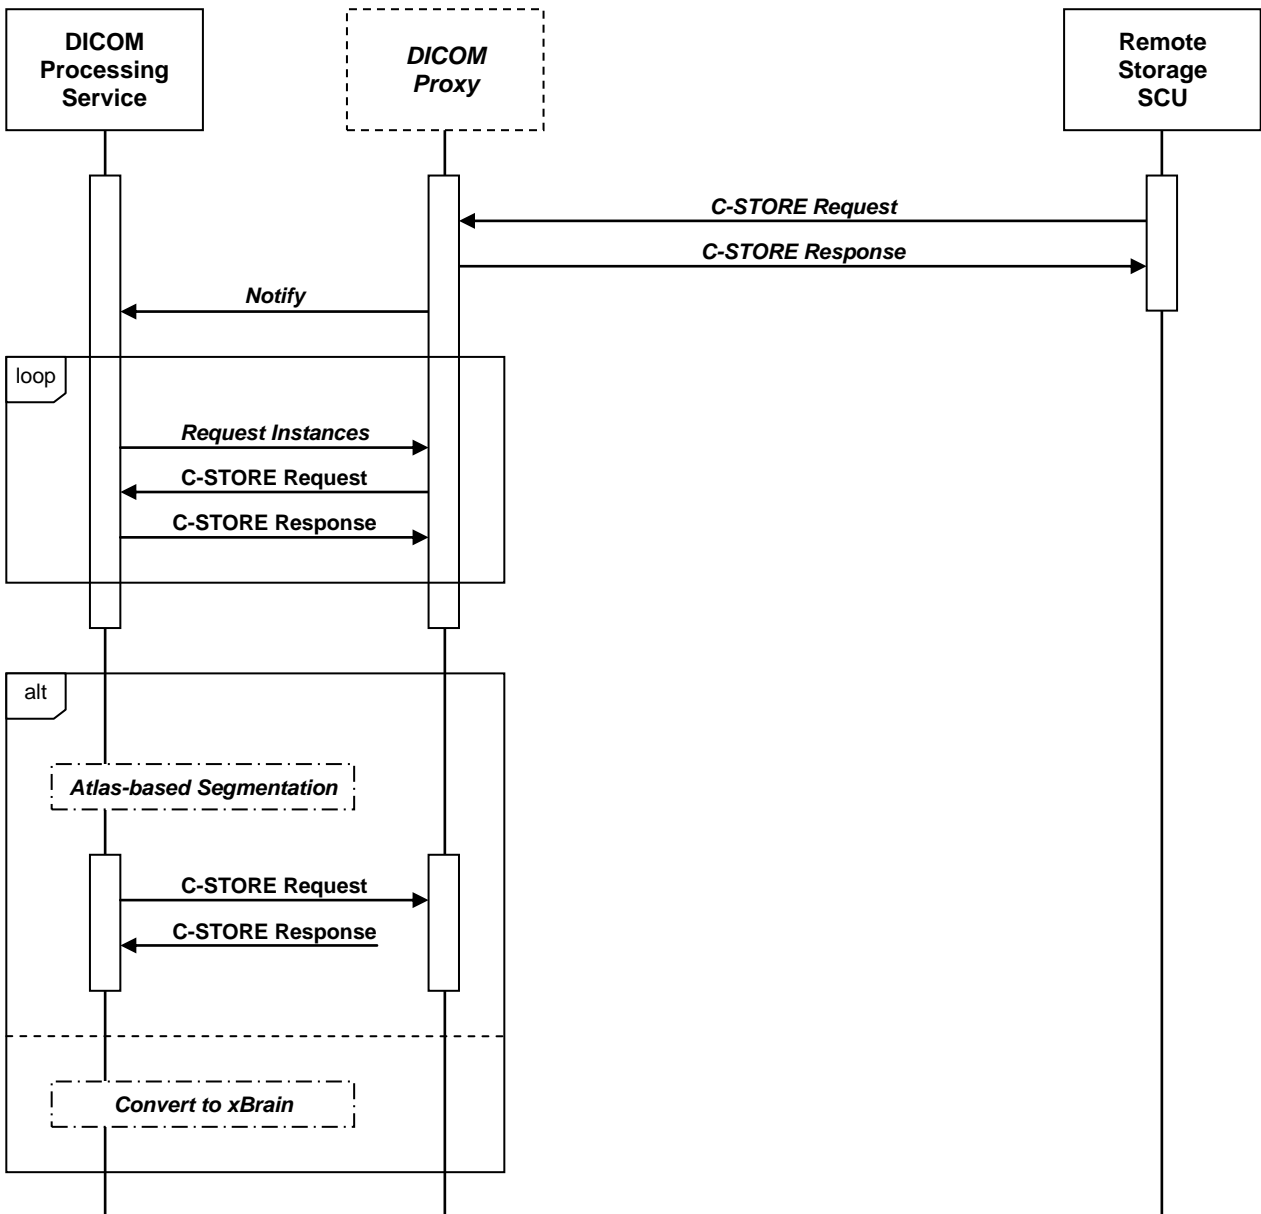 DICOM
Processing
Service
DICOM
Proxy
Remote
Storage
SCU
C-STORE Request
C-STORE Response
Notify
loop
Request Instances
C-STORE Request
C-STORE Response
alt
Atlas-based Segmentation
C-STORE Request
C-STORE Response
Convert to xBrain